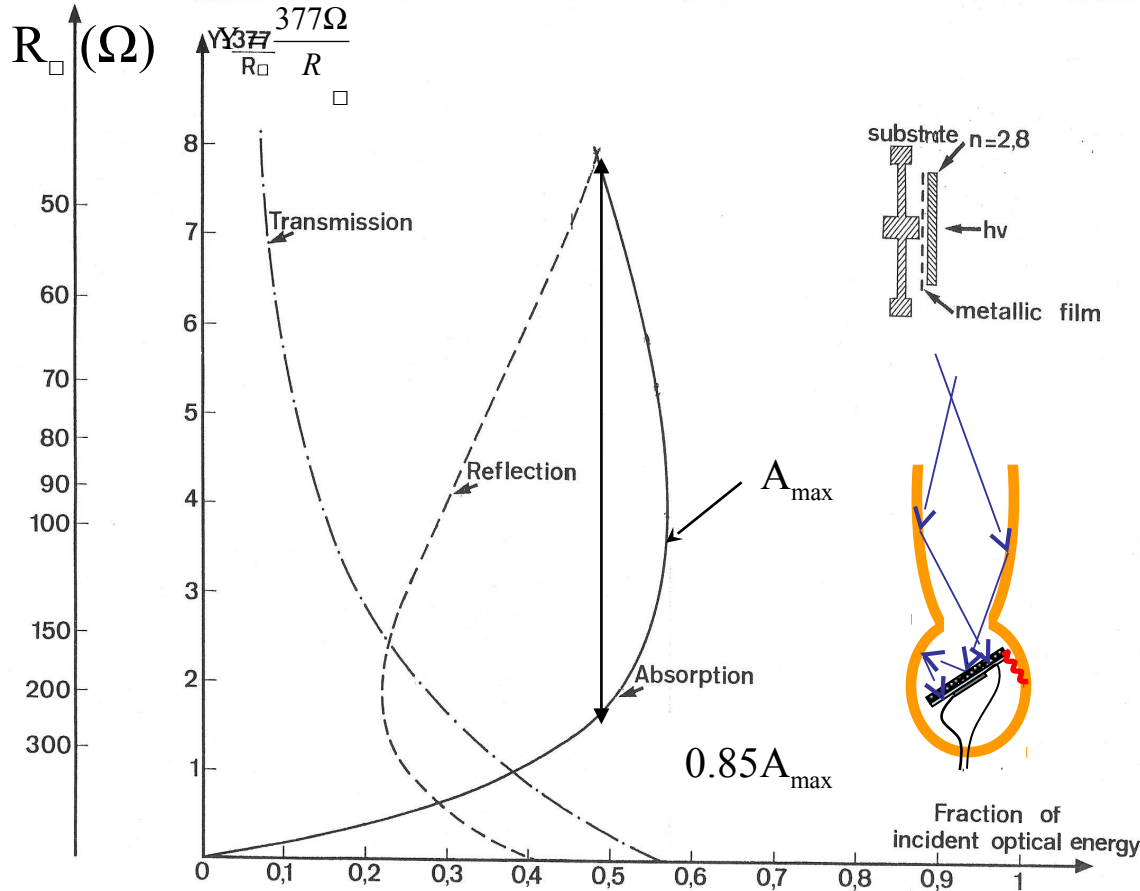 R□ (Ω)
Y = 377Ω / R□
Y = 377 / R□
8
7
6
5
4
3
2
1
50
60
70
80
90
100
150
200
300
Transmission
Reflection
Absorption
Amax
0.85Amax
substrate n=2,8
hν
metallic film
Fraction of
incident optical energy
0 0,1 0,2 0,3 0,4 0,5 0,6 0,7 0,8 0,9 1